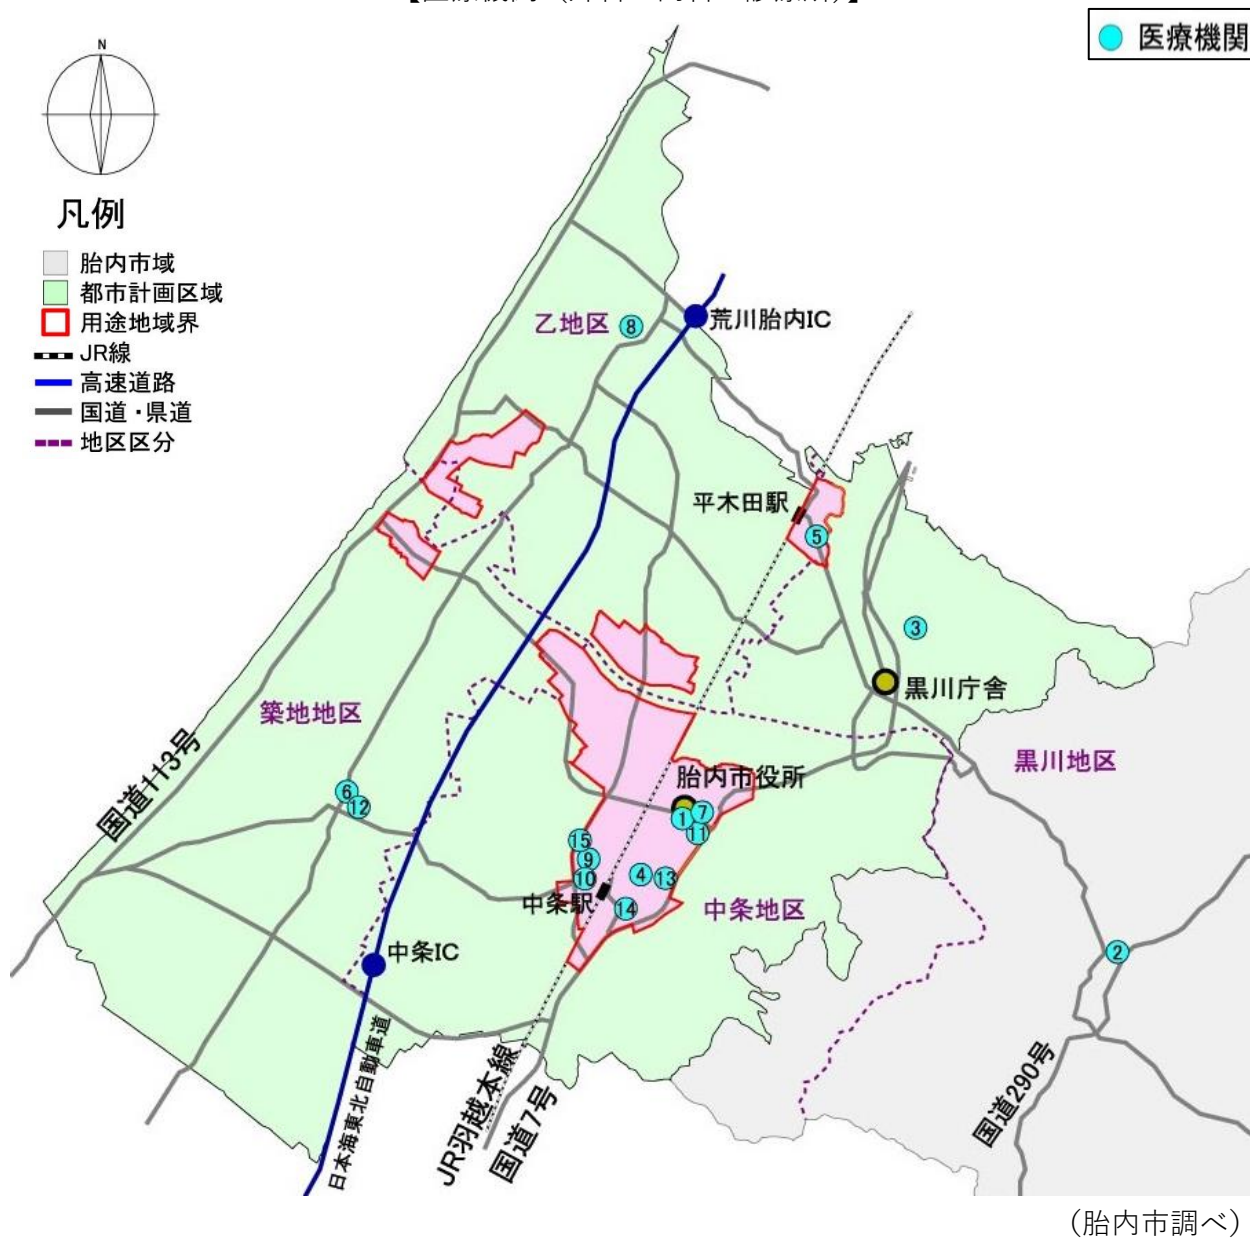 医療機関
N
凡例
胎内市域
都市計画区域
用途地域界
JR線
高速道路
国道・県道
地区区分
乙地区
8
荒川胎内IC
平木田駅
5
3
黒川庁舎
築地地区
国道113号
黒川地区
胎内市役所
6
12
1
7
11
15
9
10
4
13
中条駅
14
中条地区
2
中条IC
日本海東北自動車道
JR羽越本線
国道7号
国道290号
(胎内市調べ)